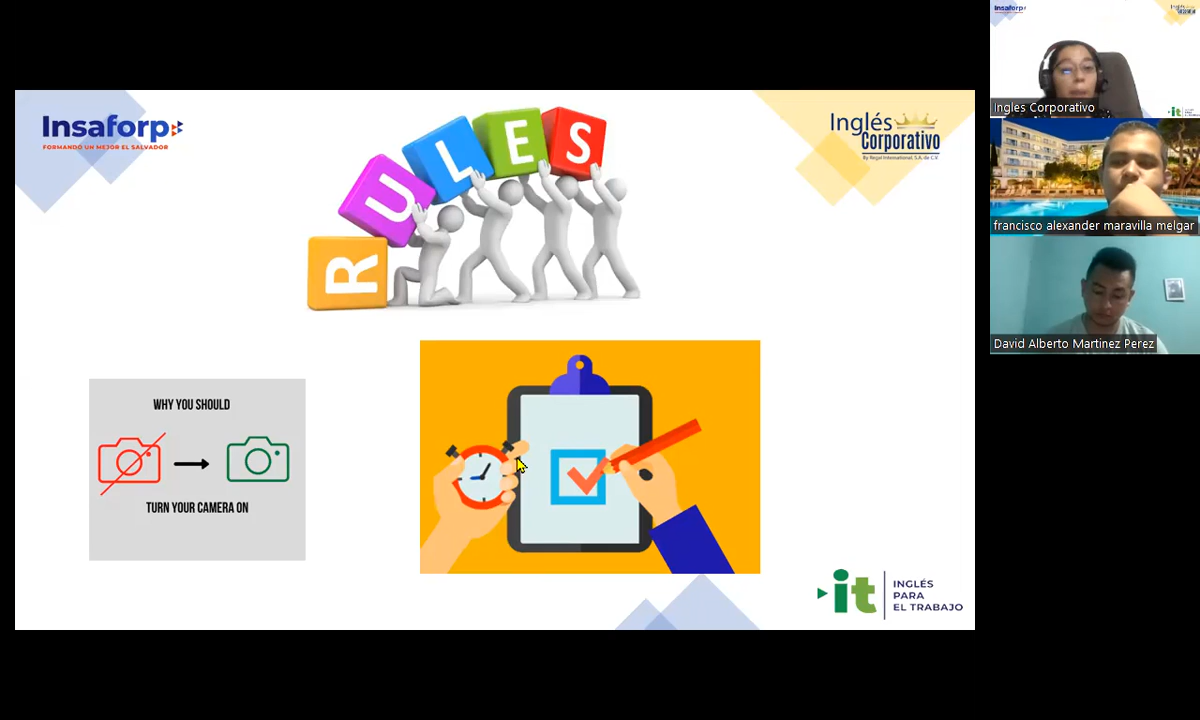 Insaforp
FORMANDO UN MEJOR EL SALVADOR
RULES
Inglés
Corporativo
By Regal International, S.A. de C.V.
WHY YOU SHOULD
TURN YOUR CAMERA ON
it
INGLÉS
PARA
EL TRABAJO
Insaforp
Ingles Corporativo
francisco alexander maravilla melgar
David Alberto Martinez Perez